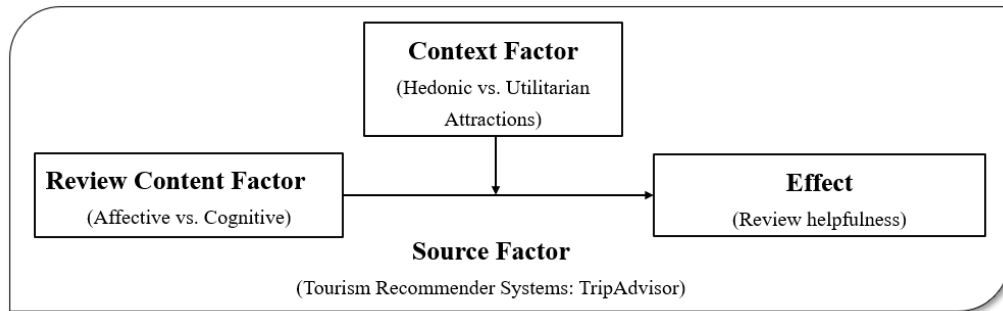 Context Factor
(Hedonic vs. Utilitarian
Attractions)
Review Content Factor
(Affective vs. Cognitive)
Effect
(Review helpfulness)
Source Factor
(Tourism Recommender Systems: TripAdvisor)